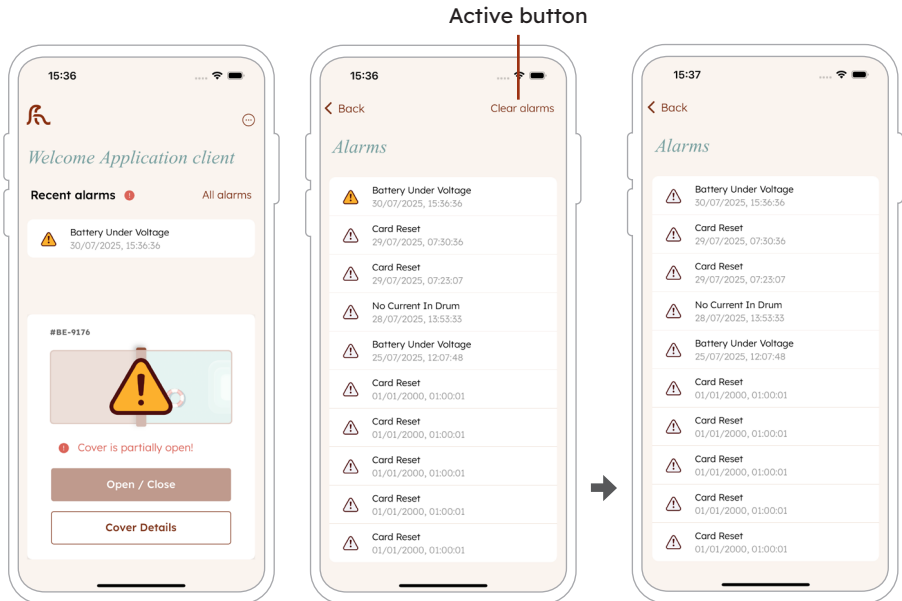 Active button
15:36
Welcome Application client
Recent alarms
All alarms
Battery Under Voltage
30/07/2025, 15:36:36
#BE-9176
Cover is partially open!
Open / Close
Cover Details
15:36
Back
Clear alarms
Alarms
Battery Under Voltage
30/07/2025, 15:36:36
Card Reset
29/07/2025, 07:30:36
Card Reset
29/07/2025, 07:23:07
No Current In Drum
28/07/2025, 13:53:33
Battery Under Voltage
25/07/2025, 12:07:48
Card Reset
01/01/2000, 01:00:01
Card Reset
01/01/2000, 01:00:01
Card Reset
01/01/2000, 01:00:01
Card Reset
01/01/2000, 01:00:01
Card Reset
01/01/2000, 01:00:01
15:37
Back
Alarms
Battery Under Voltage
30/07/2025, 15:36:36
Card Reset
29/07/2025, 07:30:36
Card Reset
29/07/2025, 07:23:07
No Current In Drum
28/07/2025, 13:53:33
Battery Under Voltage
25/07/2025, 12:07:48
Card Reset
01/01/2000, 01:00:01
Card Reset
01/01/2000, 01:00:01
Card Reset
01/01/2000, 01:00:01
Card Reset
01/01/2000, 01:00:01
Card Reset
01/01/2000, 01:00:01